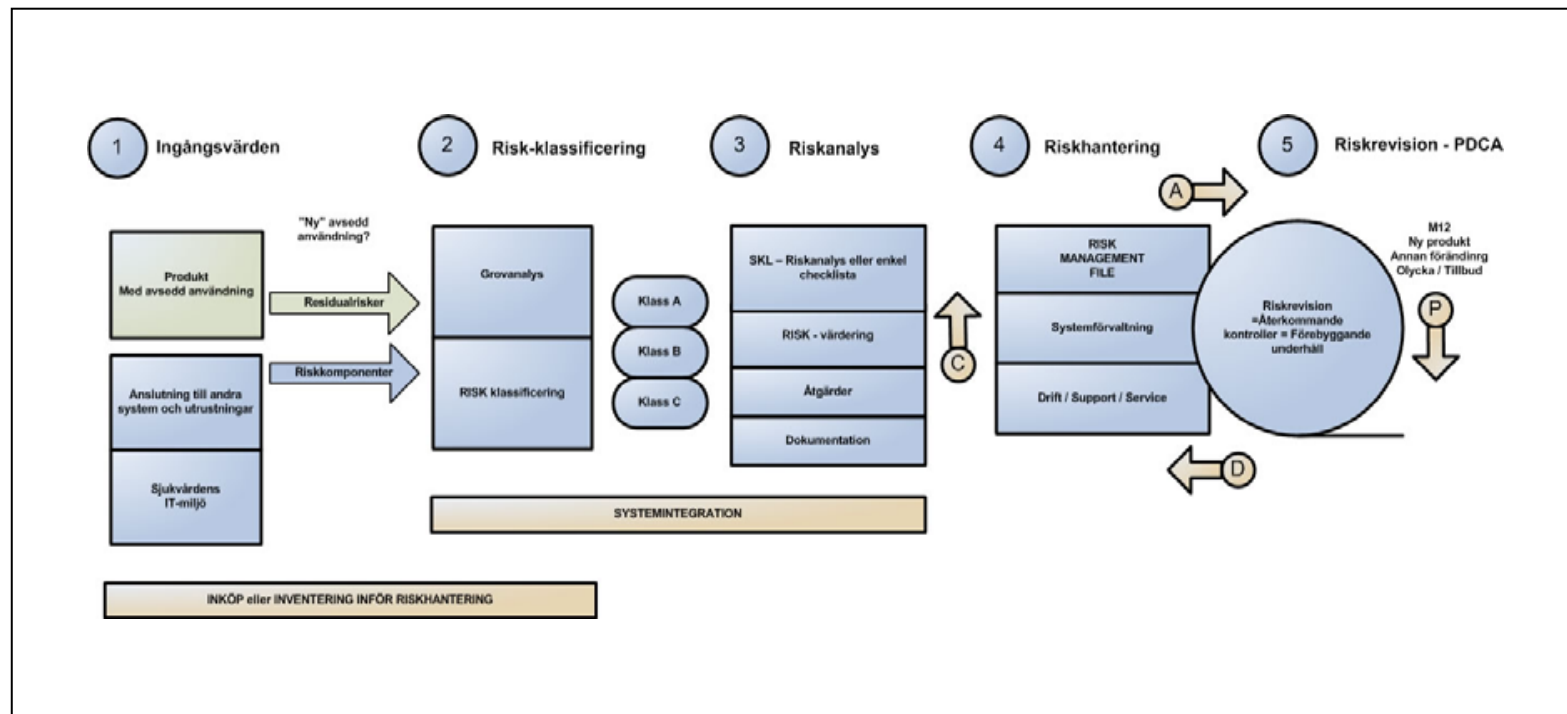 1
Ingångsvärden
2
Risk-klassificering
3
Riskanalys
4
Riskhantering
5
Riskrevision - PDCA
Produkt
Med avsedd användning
Anslutning till andra
system och utrustningar
Sjukvårdens
IT-miljö
"Ny" avsedd
användning?
Residualrisker
Riskkomponenter
Grovanalys
RISK klassificering
Klass A
Klass B
Klass C
SKL – Riskanalys eller enkel
checklista
RISK - värdering
Åtgärder
Dokumentation
C
A
RISK
MANAGEMENT
FILE
Systemförvaltning
Drift / Support / Service
D
Riskrevision
=Återkommande
kontroller = Förebyggande
underhåll
M12
Ny produkt
Annan förändinrg
Olycka / Tillbud
P
SYSTEMINTEGRATION
INKÖP eller INVENTERING INFÖR RISKHANTERING